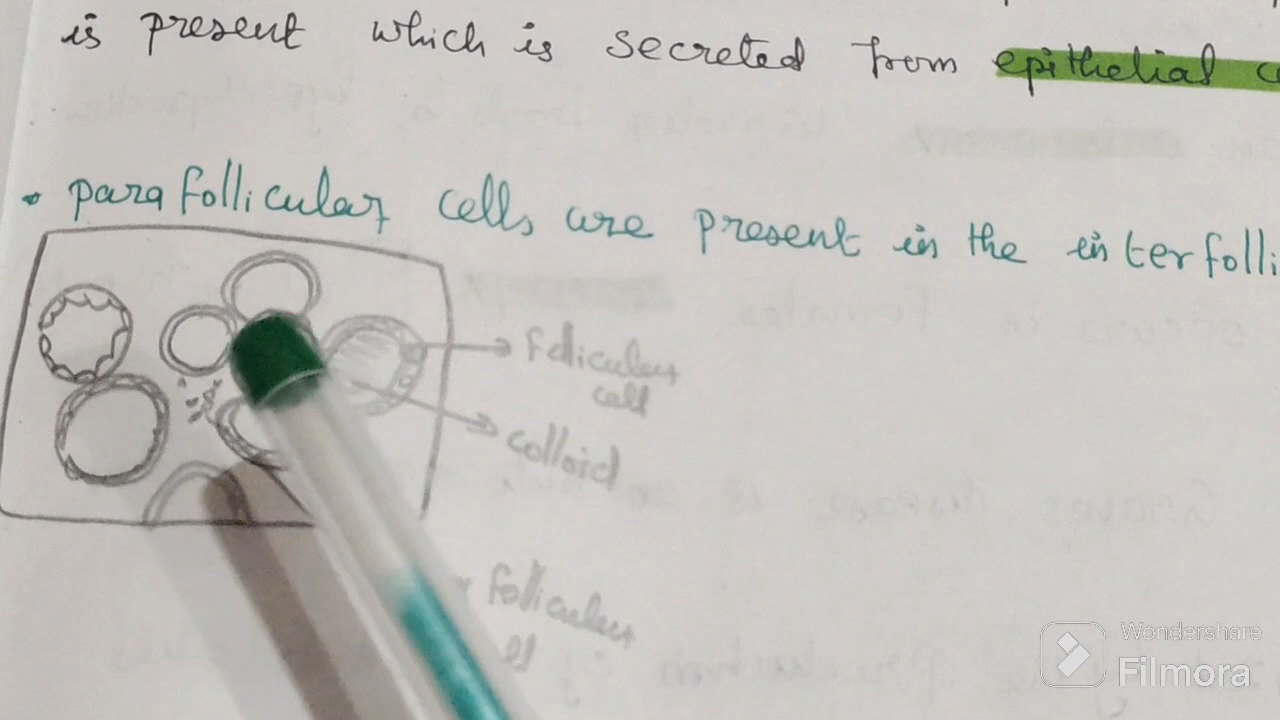 is present which is secreted from epithelial
• parafollicular cells are present in the interfolli
follicular
cell
colloid
follicular
Wondershare
Filmora